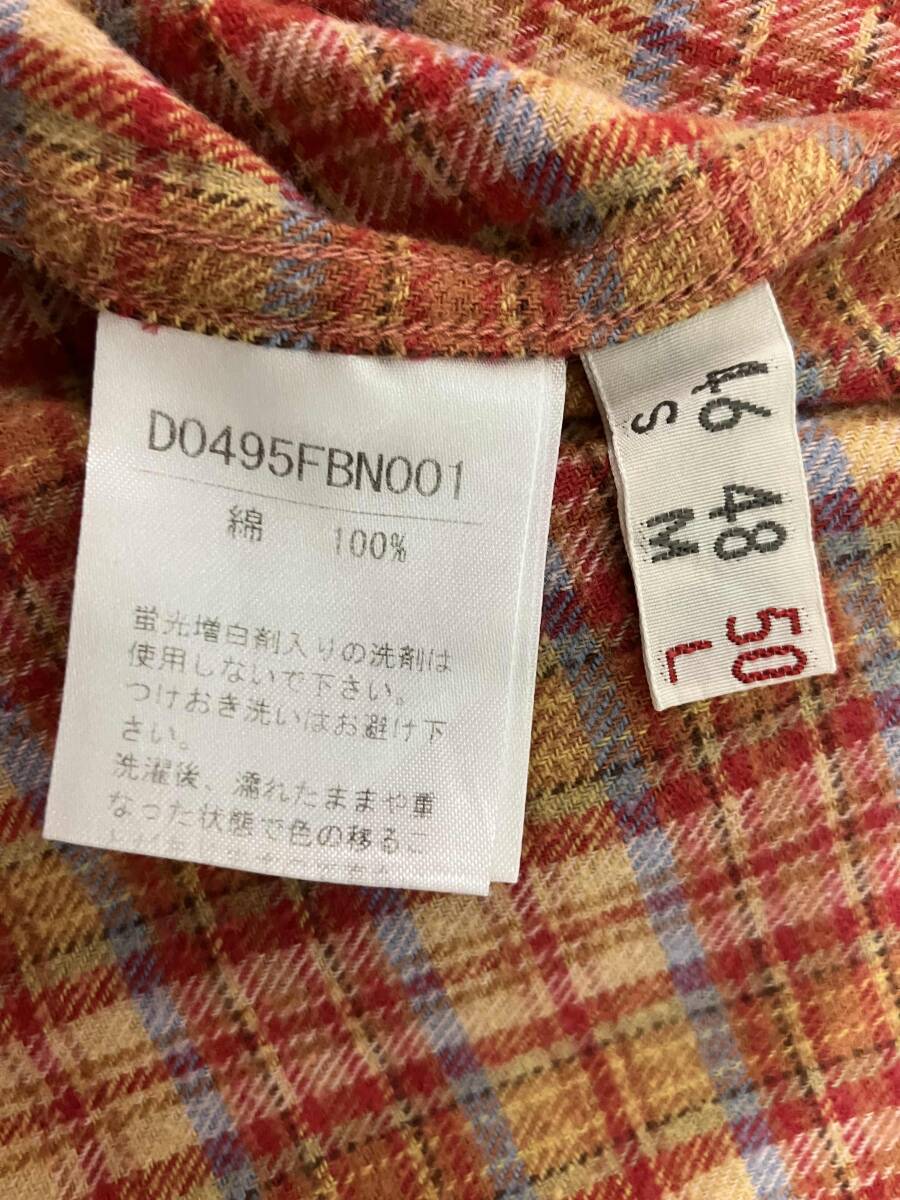 D0495FBN001
綿 100%
蛍光増白剤入りの洗剤は
使用しないで下さい。
つけおき洗いはお避け下
さい。
洗濯後、濡れたままや重
なった状態で色の移るこ
46 48 50
S M L